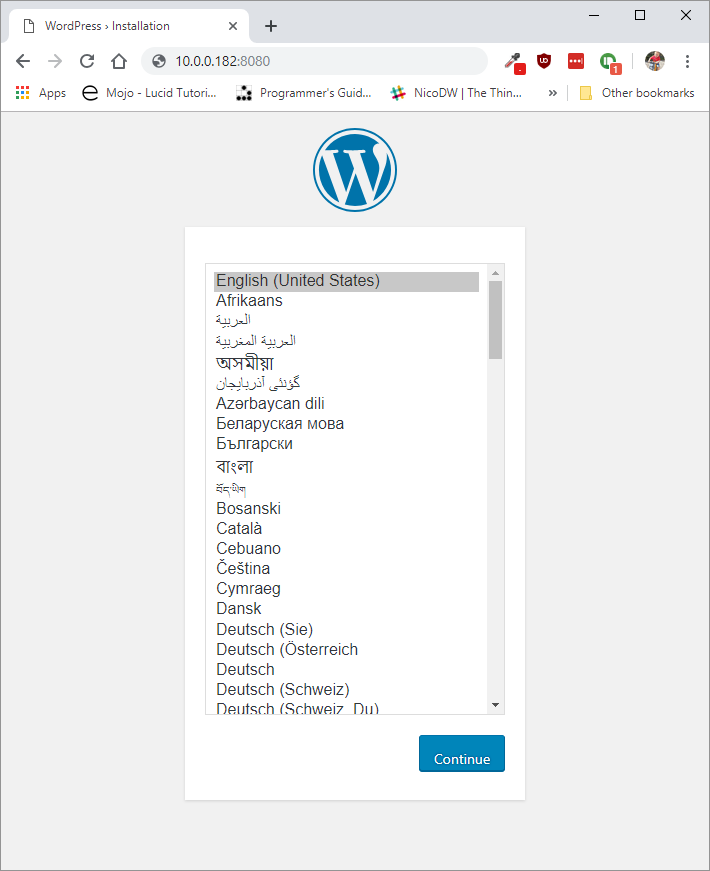 WordPress › Installation
10.0.0.182:8080
1
Apps
Mojo - Lucid Tutori...
Programmer's Guid...
NicoDW | The Thin...
»
Other bookmarks
English (United States)
Afrikaans
العربية
العربية المغربية
অসমীয়া
گؤنئی آذربایجان
Azərbaycan dili
Беларуская мова
Български
বাংলা
བོད་ཡིག
Bosanski
Català
Cebuano
Čeština
Cymraeg
Dansk
Deutsch (Sie)
Deutsch (Österreich
Deutsch
Deutsch (Schweiz)
Deutsch (Schweiz, Du)
Continue